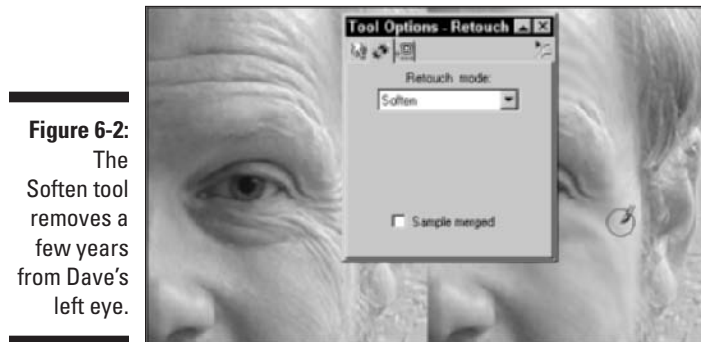 Figure 6-2:
The
Soften tool
removes a
few years
from Dave's
left eye.
Tool Options - Retouch
Retouch mode:
Soften
Sample merged